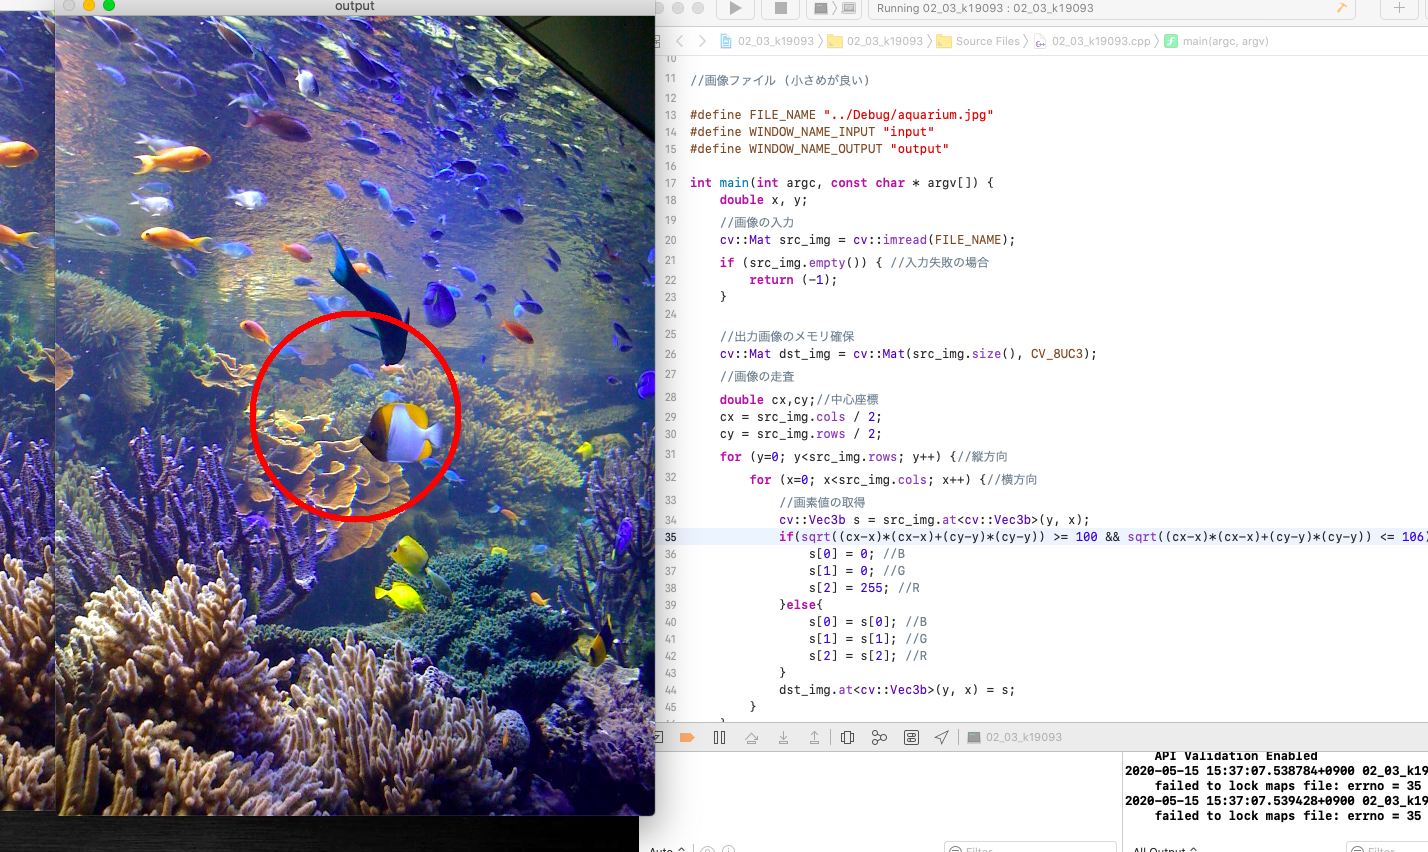 output
Running 02_03_k19093 : 02_03_k19093
02_03_k19093 〉 02_03_k19093 〉 Source Files 〉 02_03_k19093.cpp 〉 main(argc, argv)
10
11 //画像ファイル (小さめが良い)
12
13 #define FILE_NAME "../Debug/aquarium.jpg"
14 #define WINDOW_NAME_INPUT "input"
15 #define WINDOW_NAME_OUTPUT "output"
16
17 int main(int argc, const char * argv[]) {
18 double x, y;
19 //画像の入力
20 cv::Mat src_img = cv::imread(FILE_NAME);
21 if (src_img.empty()) { //入力失敗の場合
22 return (-1);
23 }
24
25 //出力画像のメモリ確保
26 cv::Mat dst_img = cv::Mat(src_img.size(), CV_8UC3);
27 //画像の走査
28 double cx,cy;//中心座標
29 cx = src_img.cols / 2;
30 cy = src_img.rows / 2;
31 for (y=0; y<src_img.rows; y++) {//縦方向
32 for (x=0; x<src_img.cols; x++) {//横方向
33 //画素値の取得
34 cv::Vec3b s = src_img.at<cv::Vec3b>(y, x);
35 if(sqrt((cx-x)*(cx-x)+(cy-y)*(cy-y)) >= 100 && sqrt((cx-x)*(cx-x)+(cy-y)*(cy-y)) <= 106)
36 s[0] = 0; //B
37 s[1] = 0; //G
38 s[2] = 255; //R
39 }else{
40 s[0] = s[0]; //B
41 s[1] = s[1]; //G
42 s[2] = s[2]; //R
43 }
44 dst_img.at<cv::Vec3b>(y, x) = s;
45 }
02_03_k19093
API Validation Enabled
2020-05-15 15:37:07.538784+0900 02_03_k19
failed to lock maps file: errno = 35
2020-05-15 15:37:07.539428+0900 02_03_k19
failed to lock maps file: errno = 35
Auto
Filter
All Output
Filter